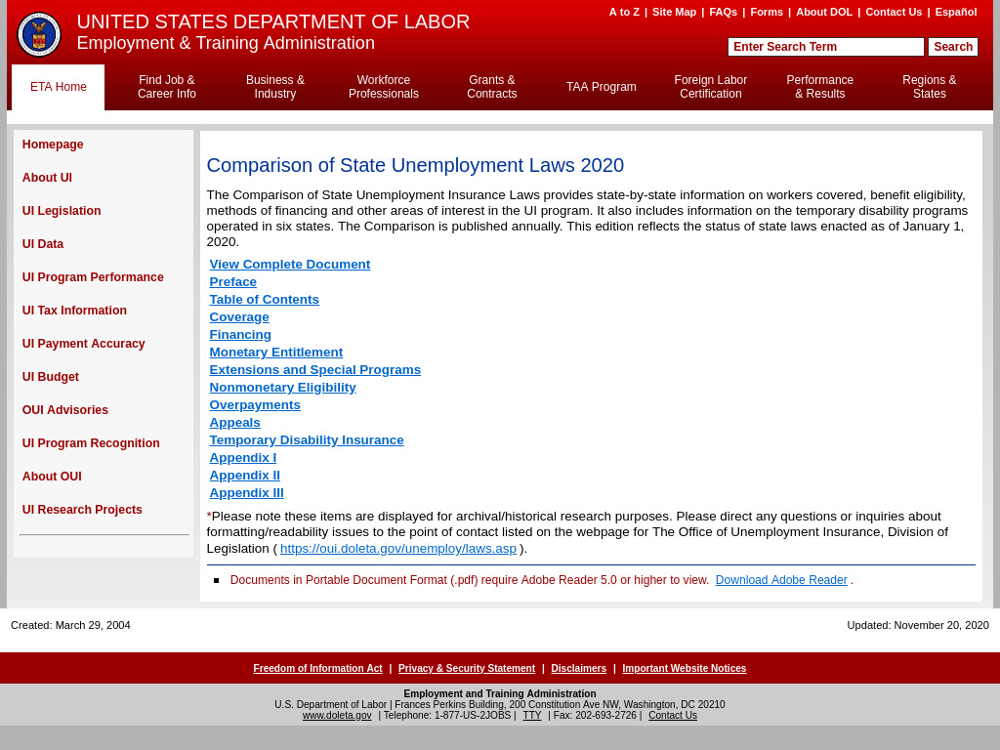 UNITED STATES DEPARTMENT OF LABOR
Employment & Training Administration
A to Z | Site Map | FAQs | Forms | About DOL | Contact Us | Español
Enter Search Term Search
ETA Home
Find Job &
Career Info
Business &
Industry
Workforce
Professionals
Grants &
Contracts
TAA Program
Foreign Labor
Certification
Performance
& Results
Regions &
States
Homepage
About UI
UI Legislation
UI Data
UI Program Performance
UI Tax Information
UI Payment Accuracy
UI Budget
OUI Advisories
UI Program Recognition
About OUI
UI Research Projects
Comparison of State Unemployment Laws 2020
The Comparison of State Unemployment Insurance Laws provides state-by-state information on workers covered, benefit eligibility,
methods of financing and other areas of interest in the UI program. It also includes information on the temporary disability programs
operated in six states. The Comparison is published annually. This edition reflects the status of state laws enacted as of January 1,
2020.
View Complete Document
Preface
Table of Contents
Coverage
Financing
Monetary Entitlement
Extensions and Special Programs
Nonmonetary Eligibility
Overpayments
Appeals
Temporary Disability Insurance
Appendix I
Appendix II
Appendix III
*Please note these items are displayed for archival/historical research purposes. Please direct any questions or inquiries about
formatting/readability issues to the point of contact listed on the webpage for The Office of Unemployment Insurance, Division of
Legislation ( https://oui.doleta.gov/unemploy/laws.asp ).
Documents in Portable Document Format (.pdf) require Adobe Reader 5.0 or higher to view. Download Adobe Reader .
Created: March 29, 2004
Updated: November 20, 2020
Freedom of Information Act | Privacy & Security Statement | Disclaimers | Important Website Notices
Employment and Training Administration
U.S. Department of Labor | Frances Perkins Building, 200 Constitution Ave NW, Washington, DC 20210
www.doleta.gov | Telephone: 1-877-US-2JOBS | TTY | Fax: 202-693-2726 | Contact Us